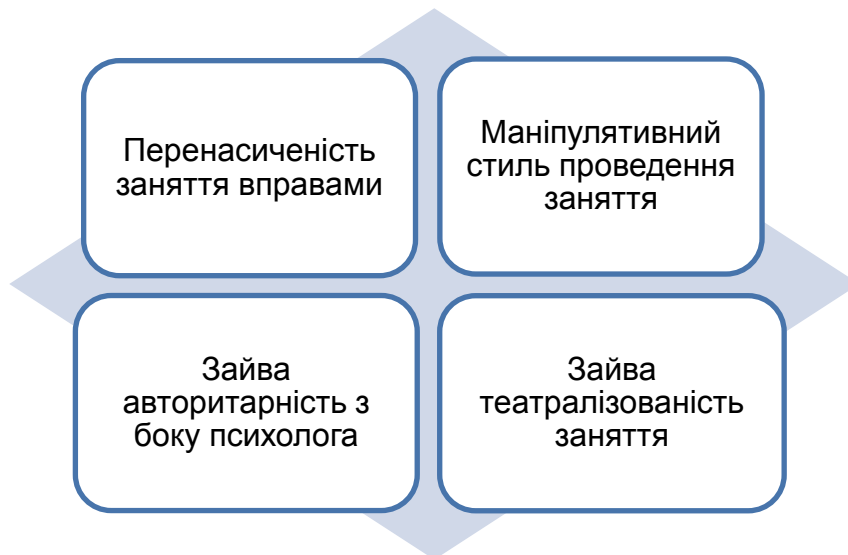 Перенасиченість
заняття вправами
Маніпулятивний
стиль проведення
заняття
Зайва
авторитарність з
боку психолога
Зайва
театралізованість
заняття